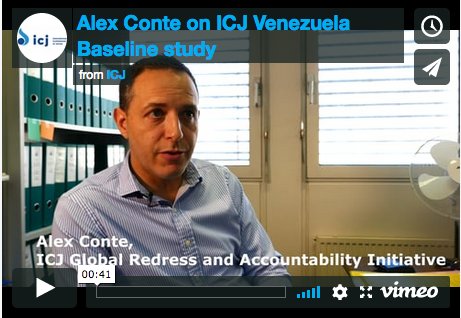 icj
Alex Conte on ICJ Venezuela
Baseline study
from ICJ
Alex Conte,
ICJ Global Redress and Accountability Initiative
00:41
vimeo